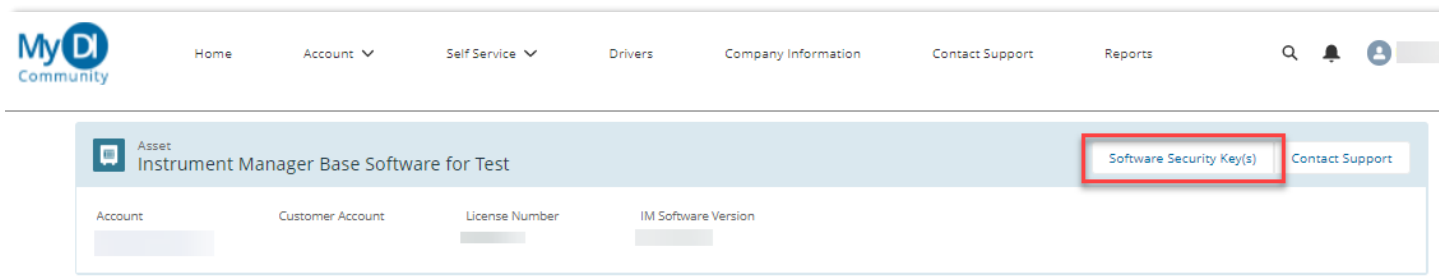 My DI
Community
Home Account Self Service Drivers Company Information Contact Support Reports
Asset
Instrument Manager Base Software for Test
Software Security Key(s) Contact Support
Account Customer Account License Number IM Software Version